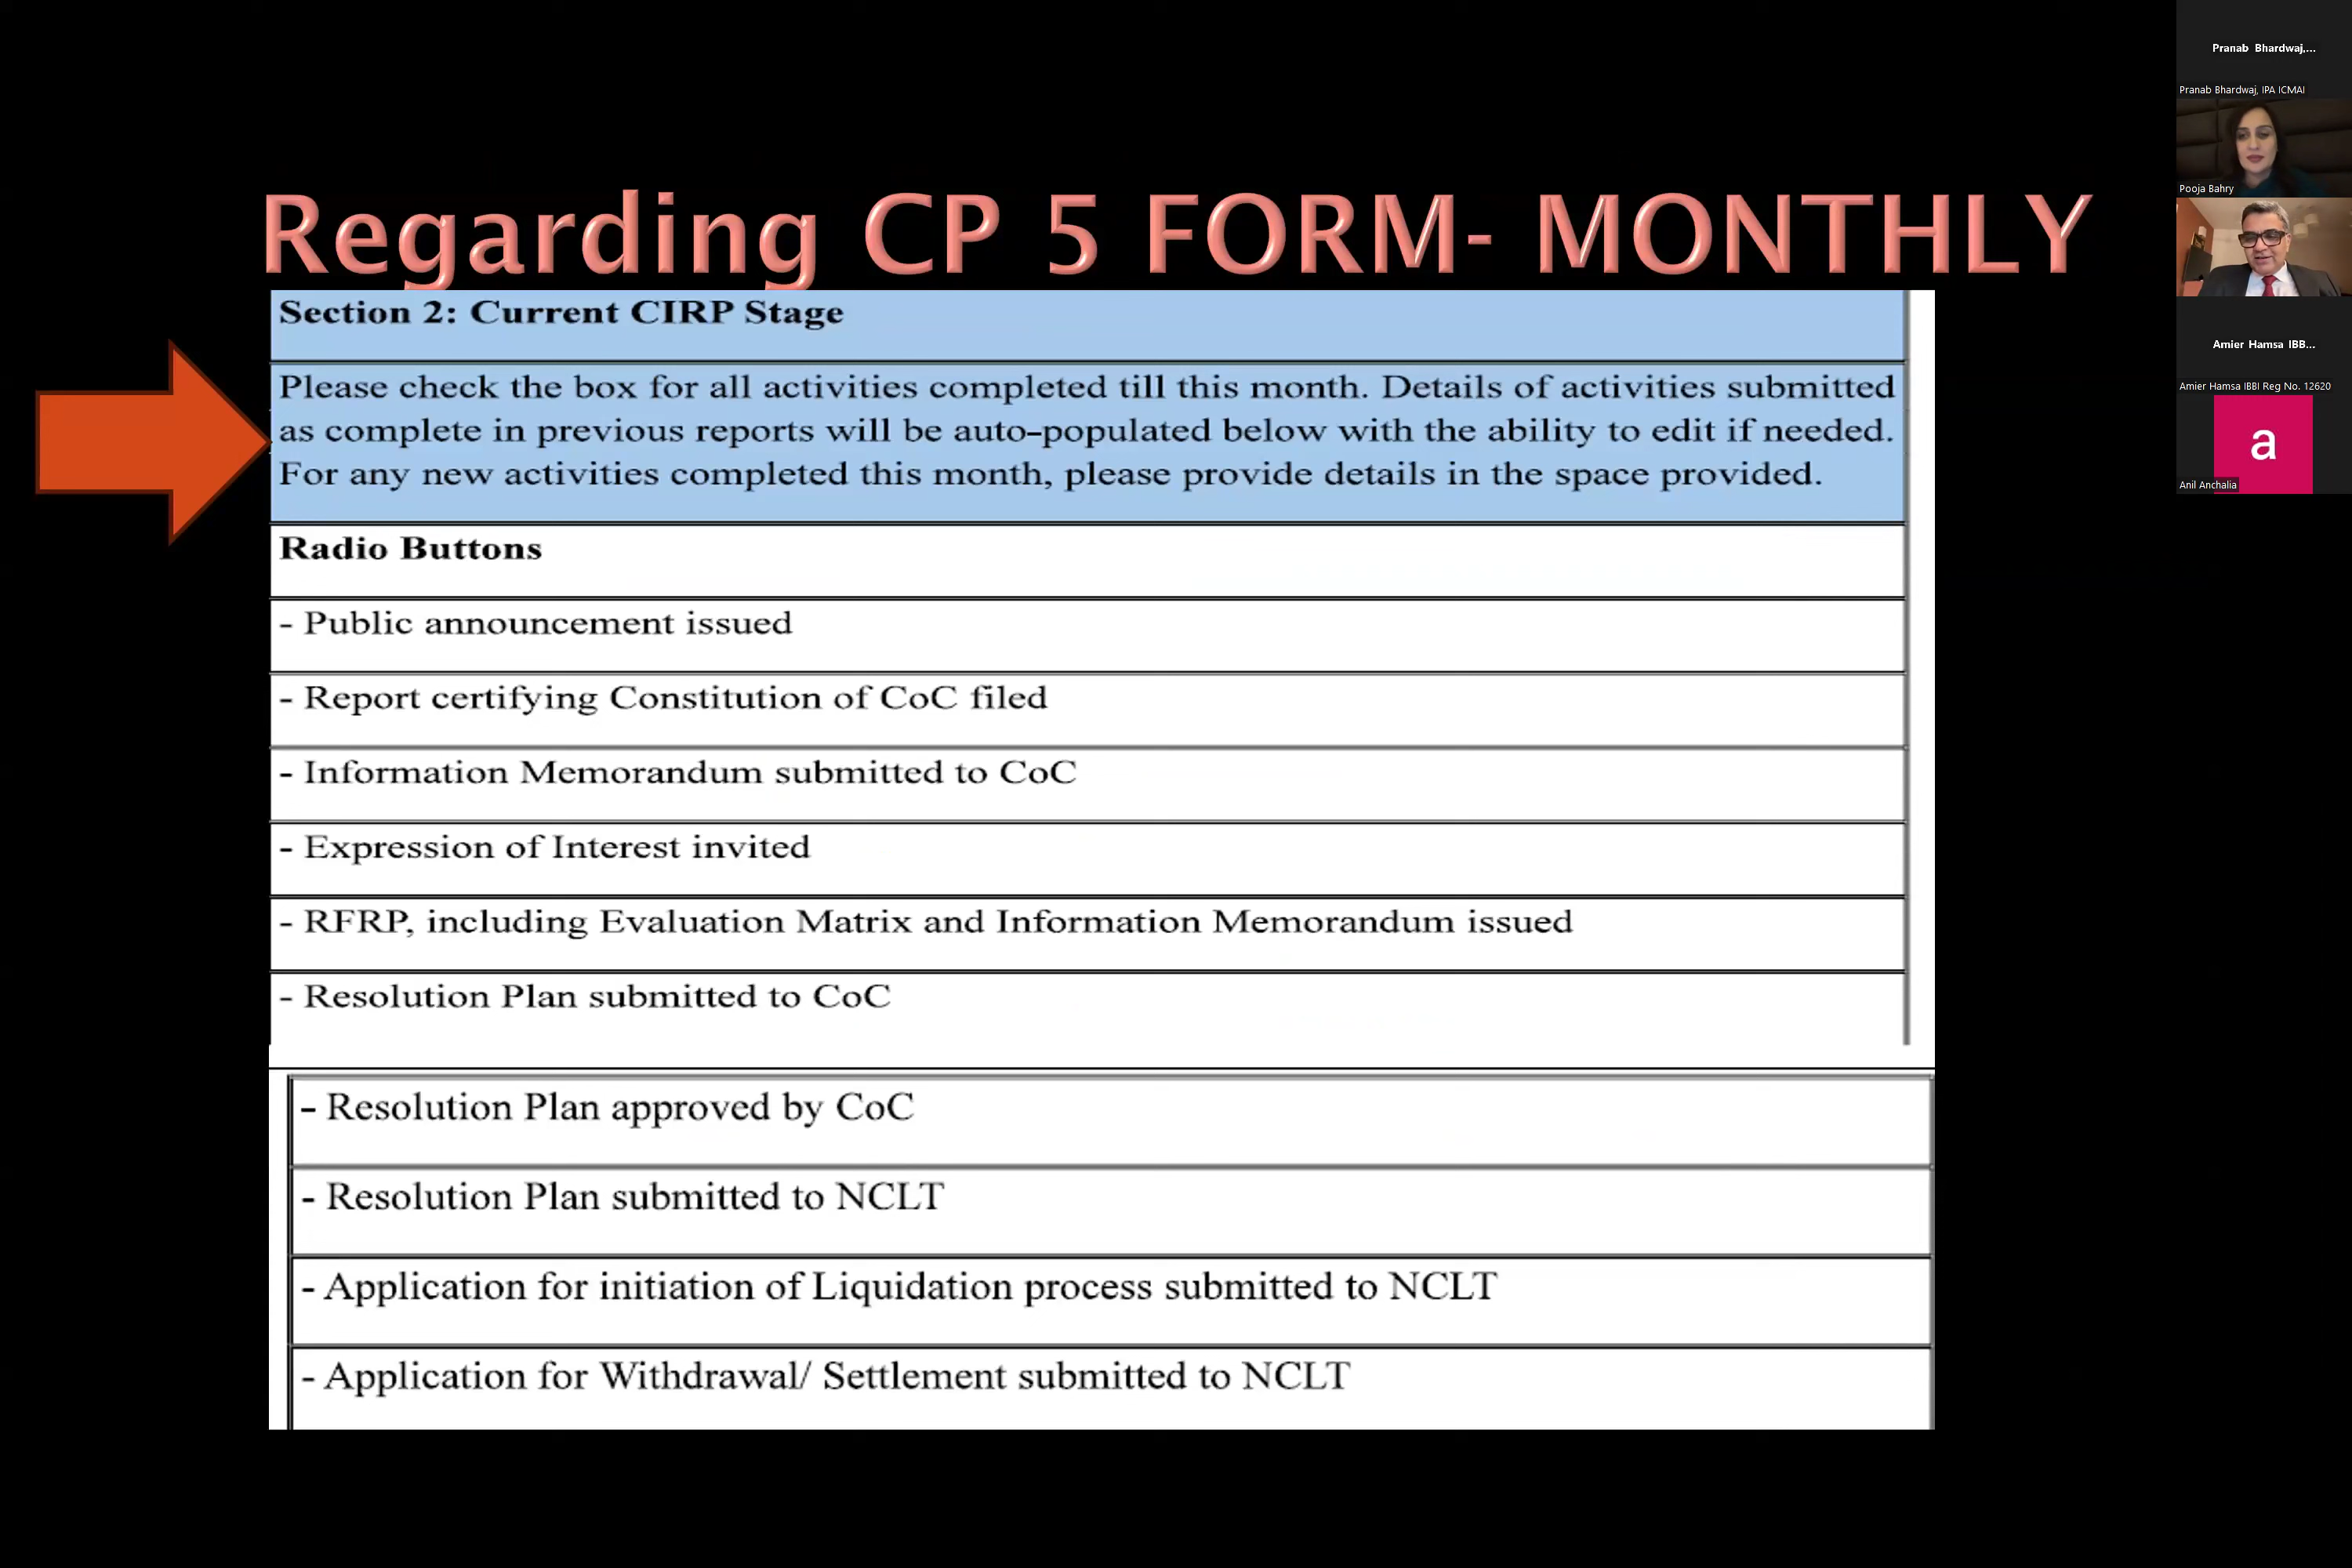 Regarding CP 5 FORM- MONTHLY
Section 2: Current CIRP Stage
Please check the box for all activities completed till this month. Details of activities submitted
as complete in previous reports will be auto-populated below with the ability to edit if needed.
For any new activities completed this month, please provide details in the space provided.
Radio Buttons
- Public announcement issued
- Report certifying Constitution of CoC filed
- Information Memorandum submitted to CoC
- Expression of Interest invited
- RFRP, including Evaluation Matrix and Information Memorandum issued
- Resolution Plan submitted to CoC
- Resolution Plan approved by CoC
- Resolution Plan submitted to NCLT
- Application for initiation of Liquidation process submitted to NCLT
- Application for Withdrawal/ Settlement submitted to NCLT
Pranab Bhardwaj,...
Pranab Bhardwaj, IPA ICMAI
Pooja Bahry
Amier Hamsa IBB...
Amier Hamsa IBBI Reg No. 12620
a
Anil Anchalia